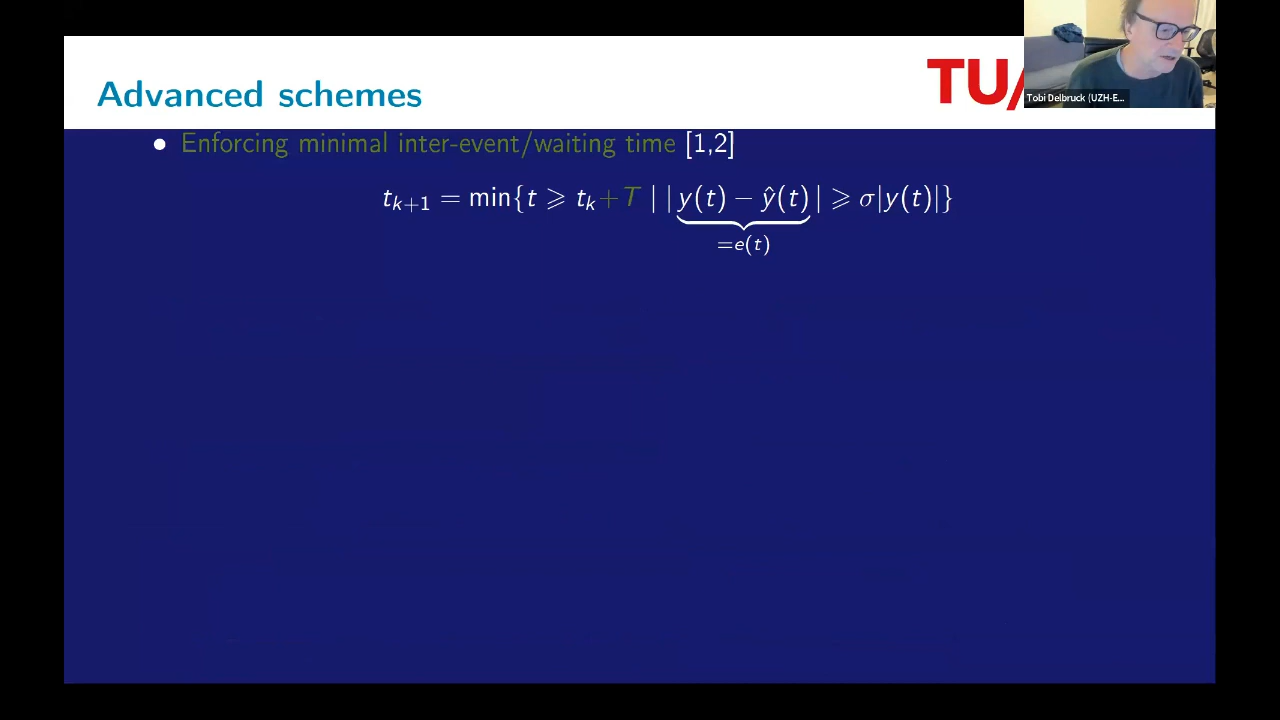 Advanced schemes
TU/
Tobi Delbruck (UZH-E...
• Enforcing minimal inter-event/waiting time [1,2]
t_{k+1} = min{t ⩾ t_k + T | | y(t) − ŷ(t) | ⩾ σ|y(t)|}
=e(t)